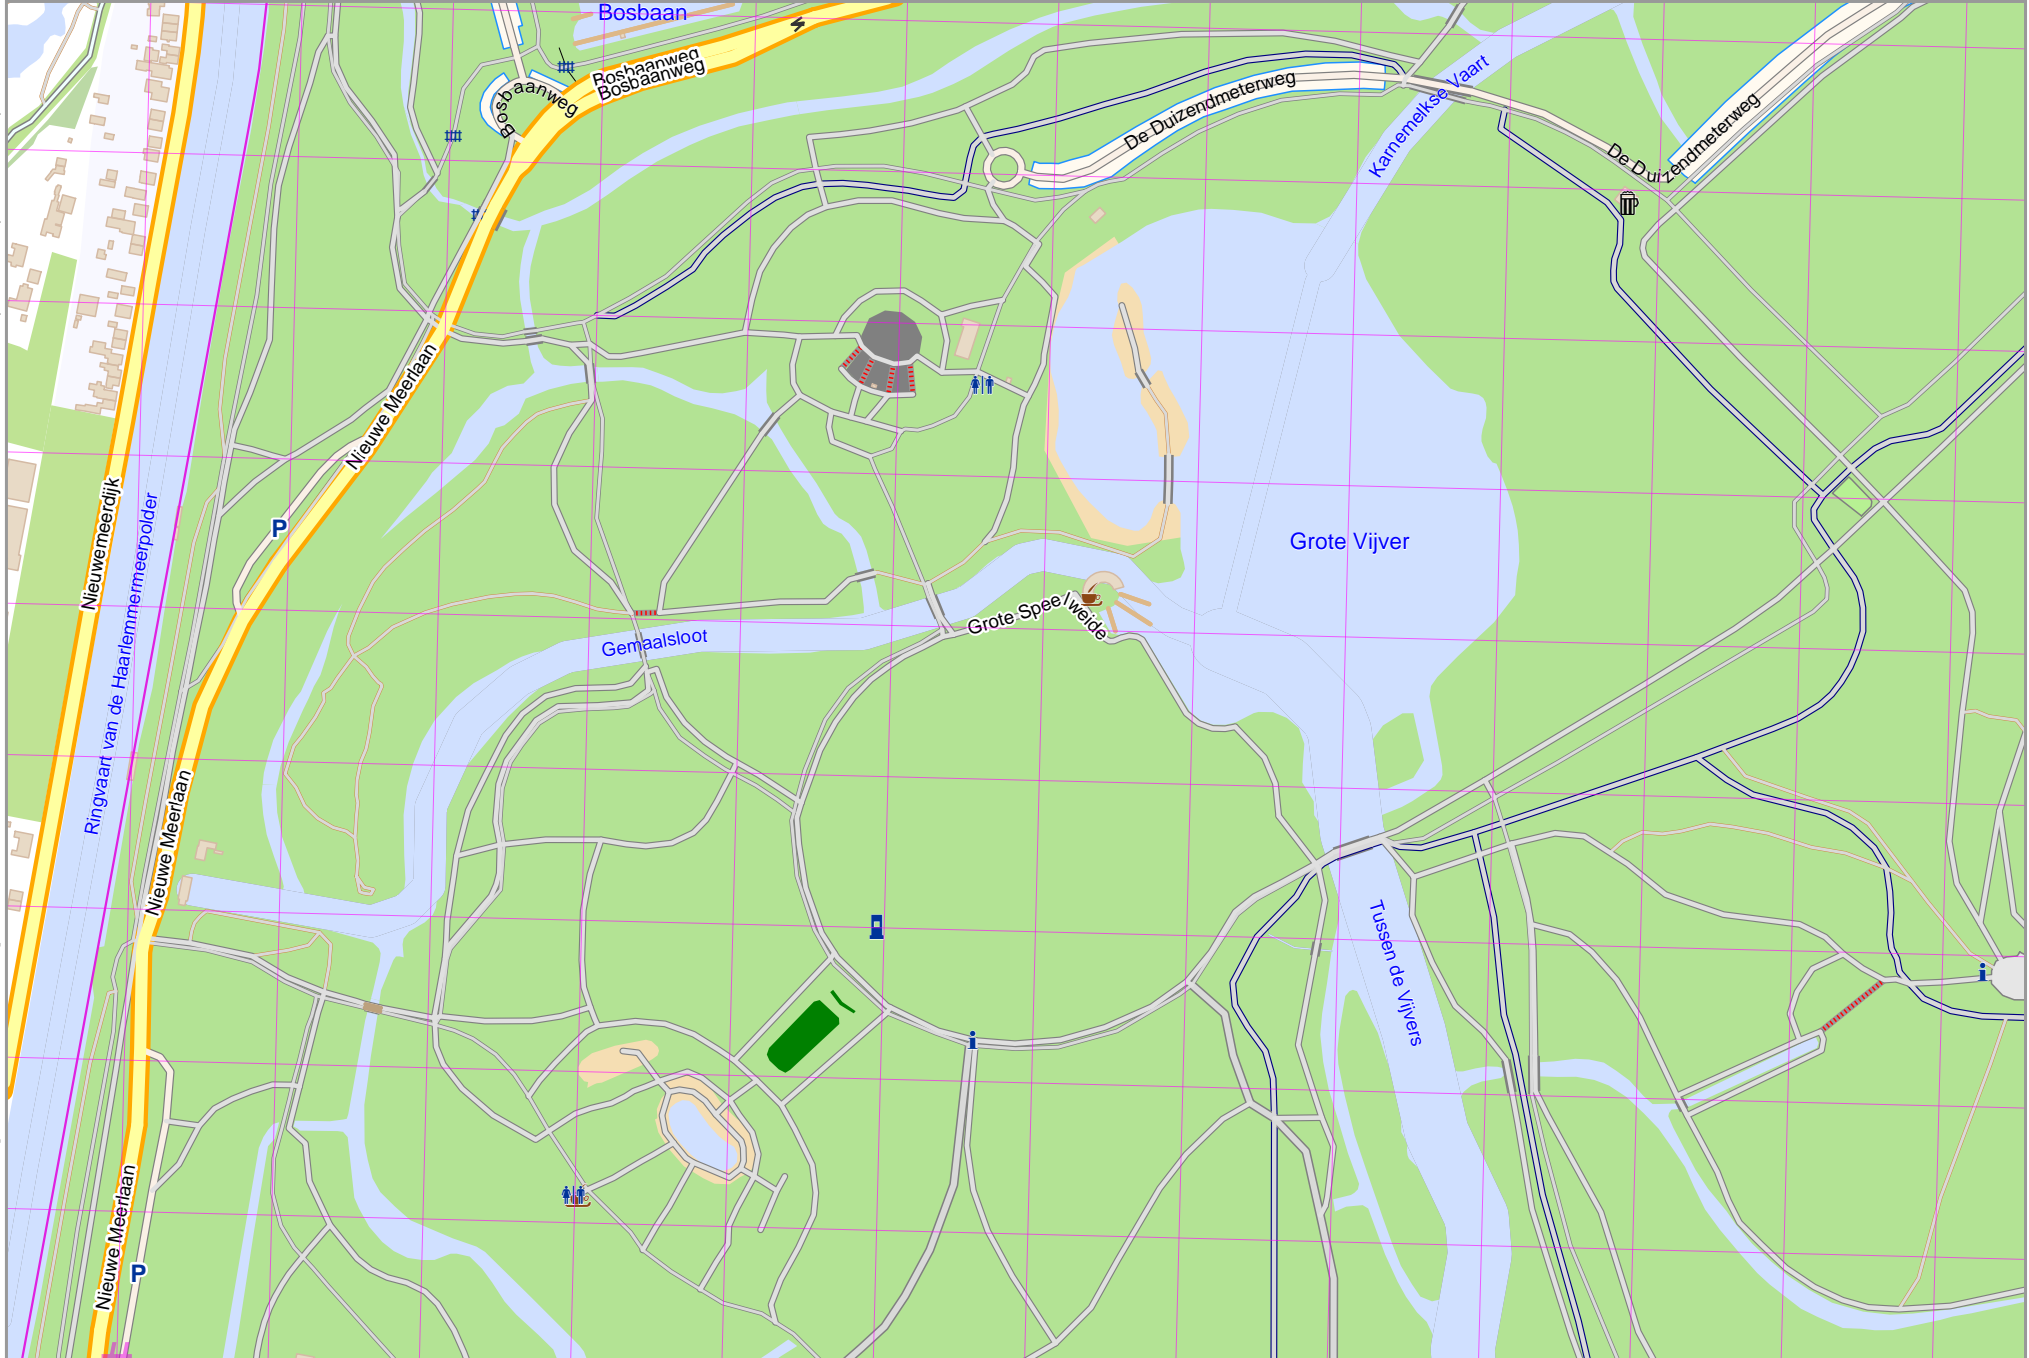 Bosbaan
Bosbaanweg
Bosbaanweg
Bosbaanweg
De Duizendmeterweg
Karnemelkse Vaart
De Duizendmeterweg
Nieuwe Meerlaan
Nieuwemeerdijk
Ringvaart van de Haarlemmermeerpolder
P
Grote Vijver
Grote Speelweide
Gemaalsloot
Nieuwe Meerlaan
Tussen de Vijvers
i
i
Nieuwe Meerlaan
P